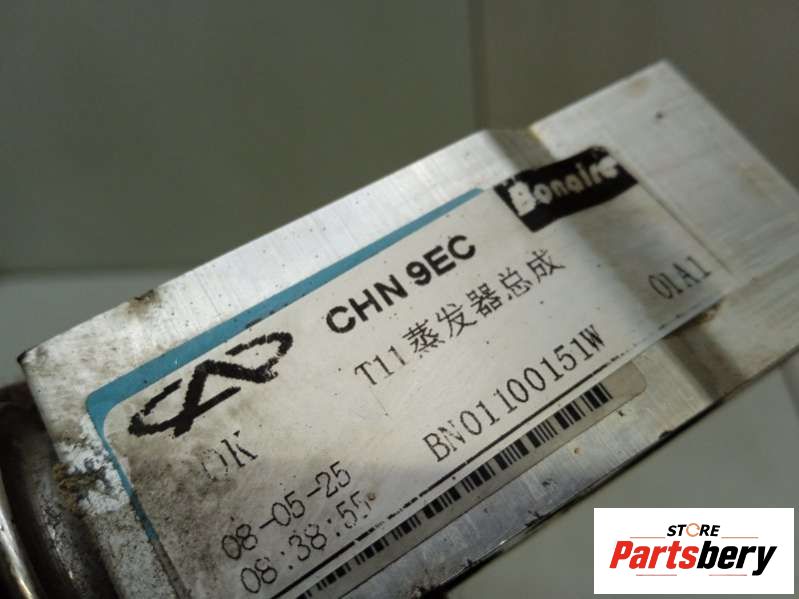 Bonaire
CHN 9EC
T11蒸发器总成
01A1
OK
BN01100151W
08-05-25
08:38:55
STORE
Partsbery